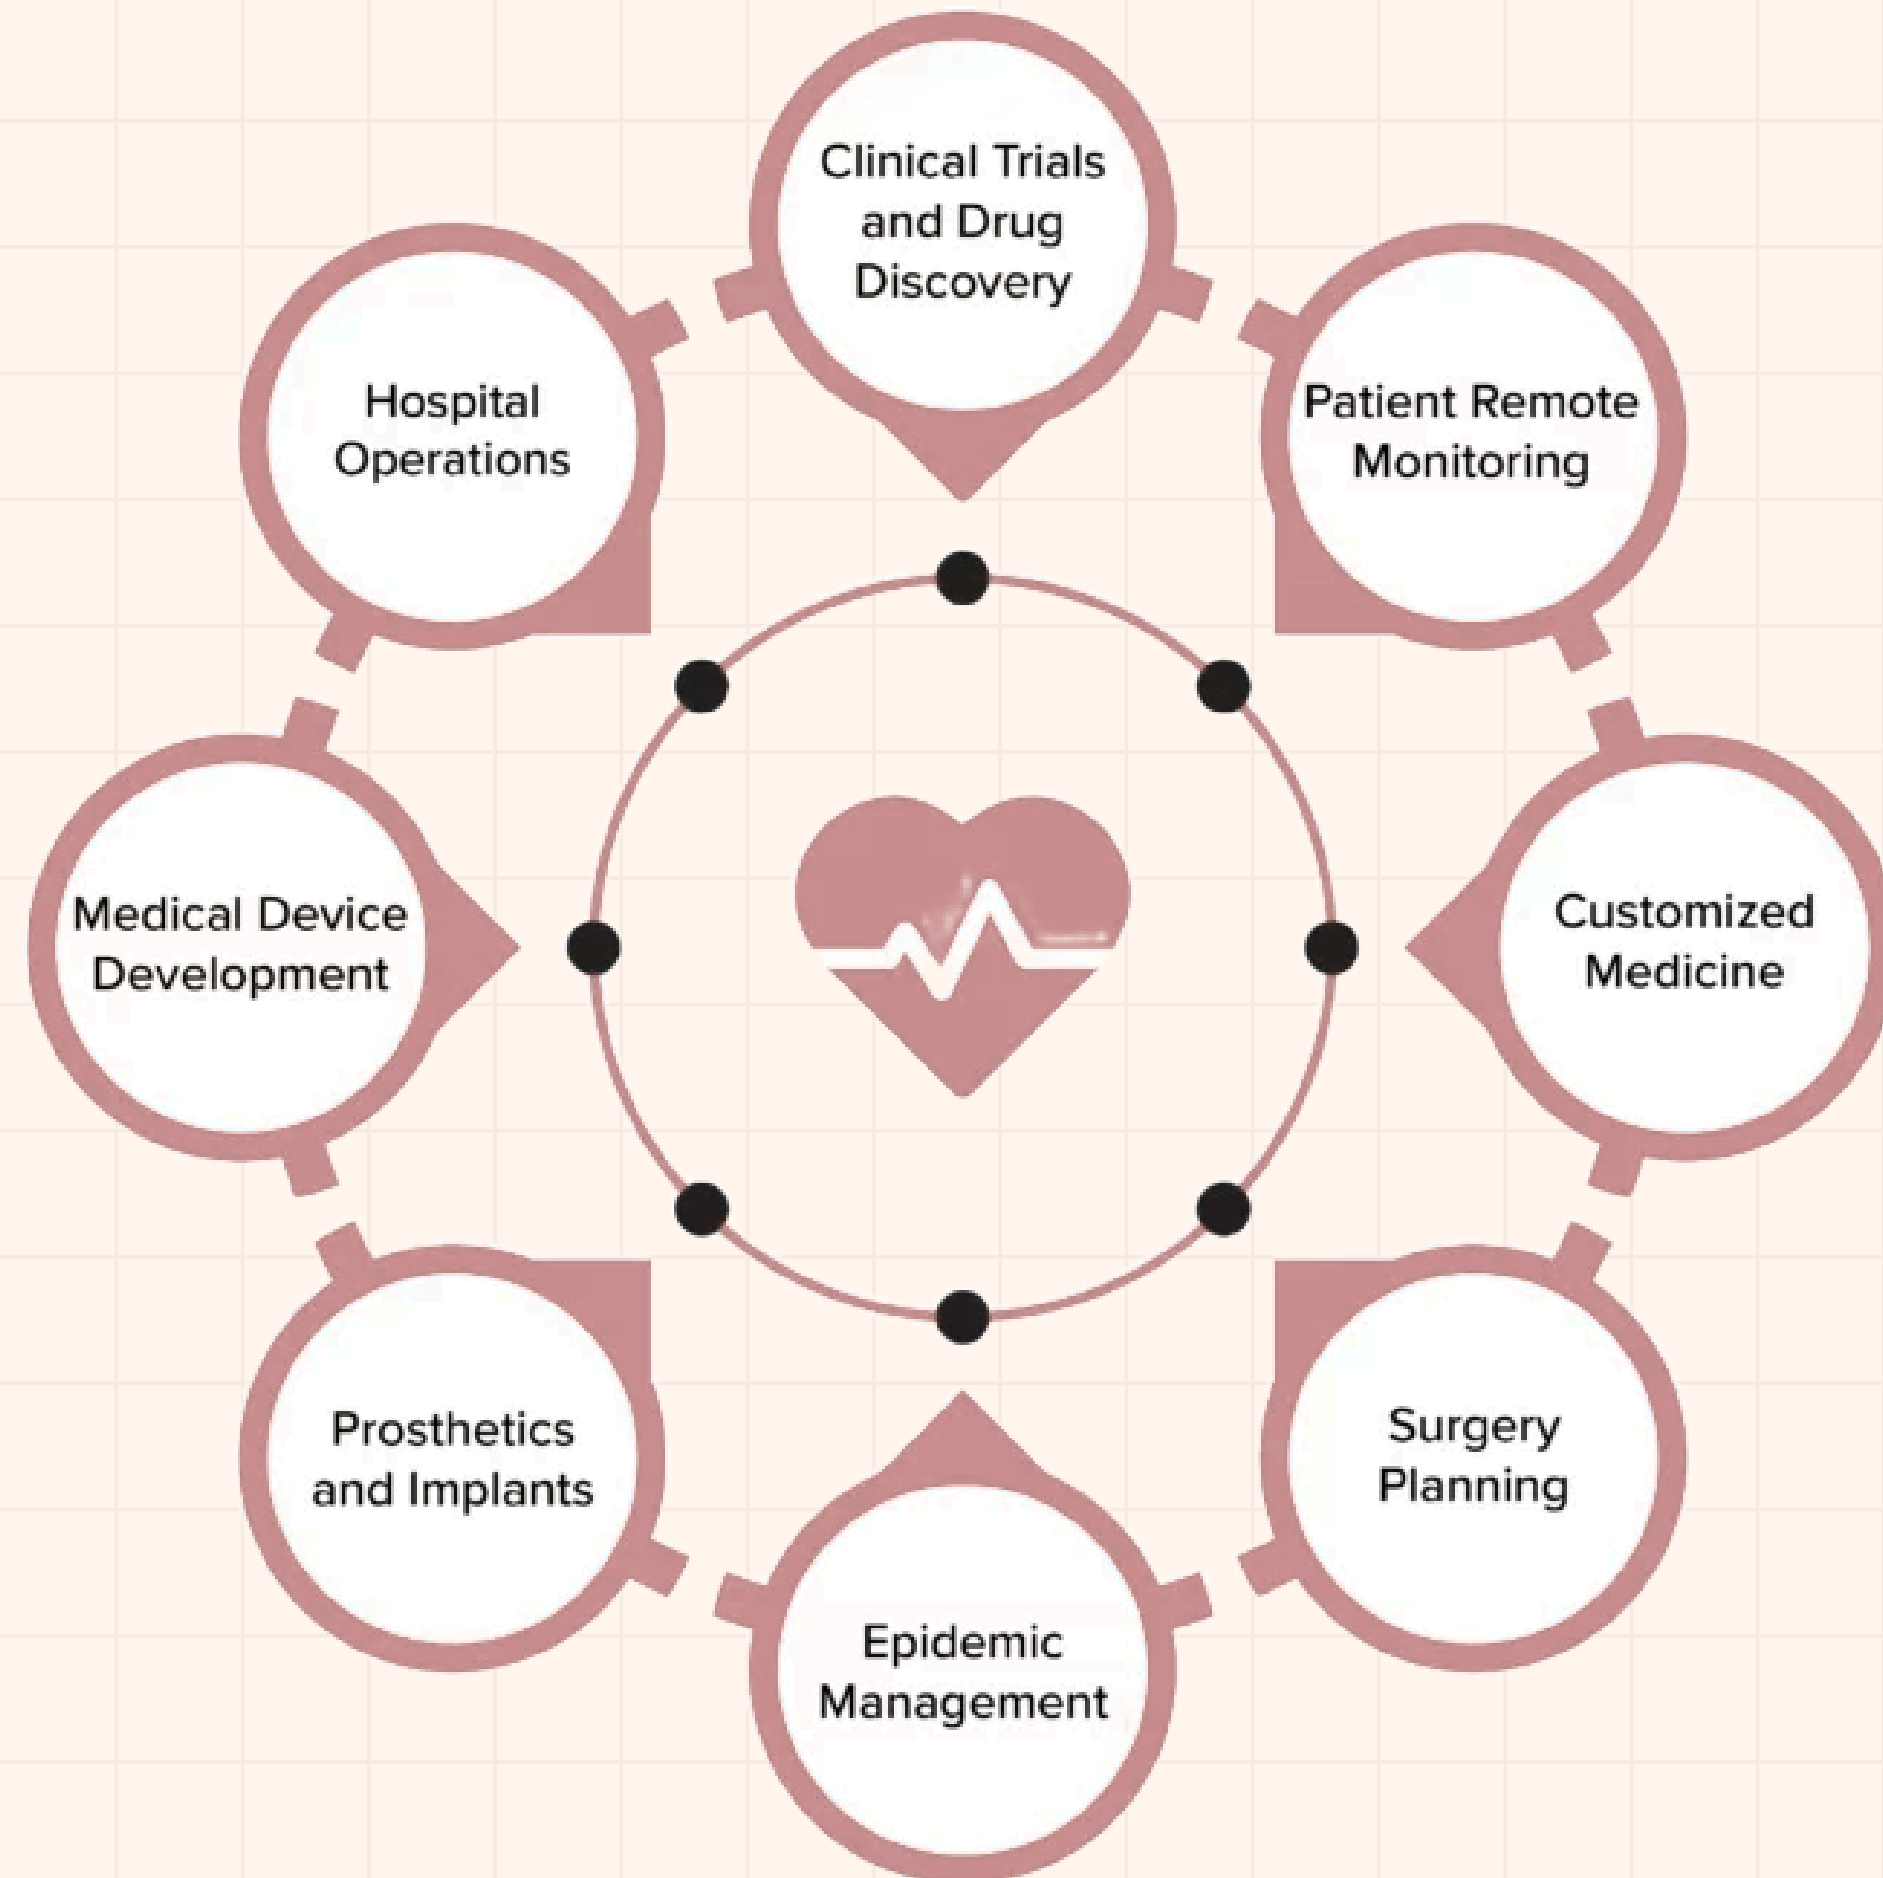 Clinical Trials
and Drug
Discovery
Hospital
Operations
Patient Remote
Monitoring
Medical Device
Development
Customized
Medicine
Prosthetics
and Implants
Surgery
Planning
Epidemic
Management